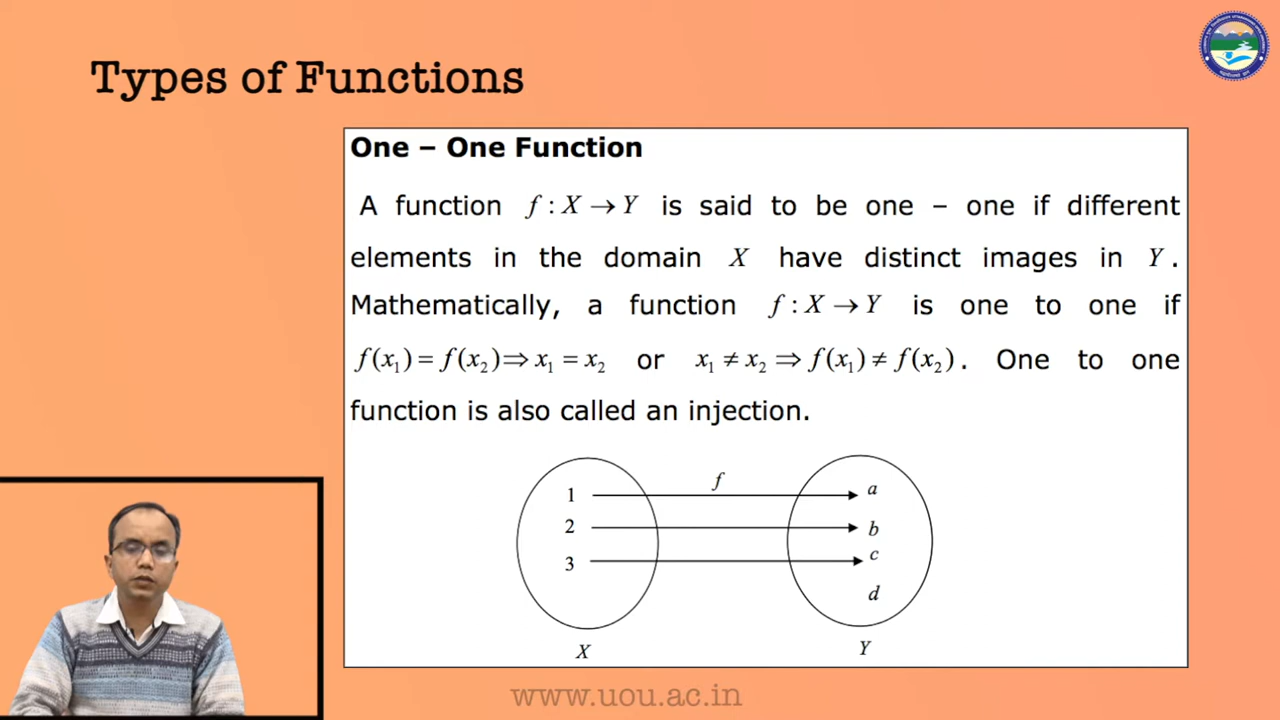 Types of Functions
One – One Function
A function f : X → Y is said to be one – one if different
elements in the domain X have distinct images in Y .
Mathematically, a function f : X → Y is one to one if
f(x₁) = f(x₂) ⇒ x₁ = x₂ or x₁ ≠ x₂ ⇒ f(x₁) ≠ f(x₂) . One to one
function is also called an injection.
f
1 a
2 b
3 c
d
X Y
www.uou.ac.in